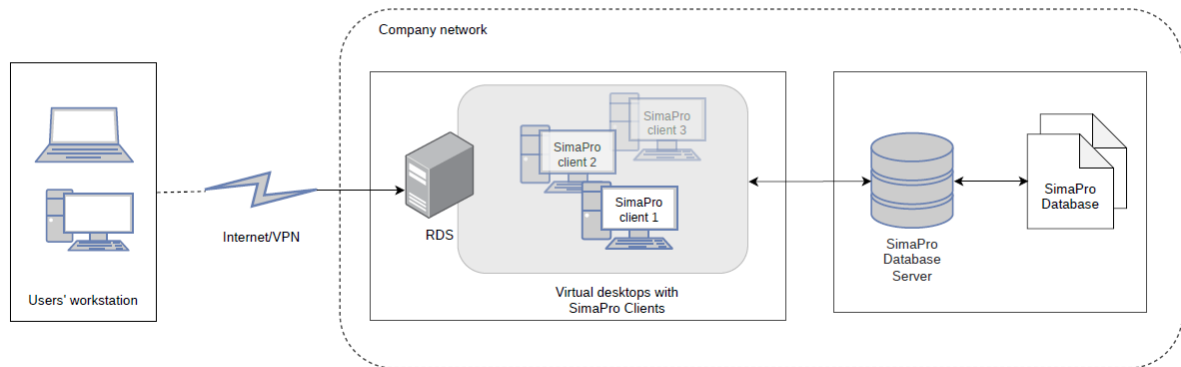 Company network
Users' workstation
Internet/VPN
RDS
SimaPro
client 3
SimaPro
client 2
SimaPro
client 1
Virtual desktops with
SimaPro Clients
SimaPro
Database
Server
SimaPro
Database